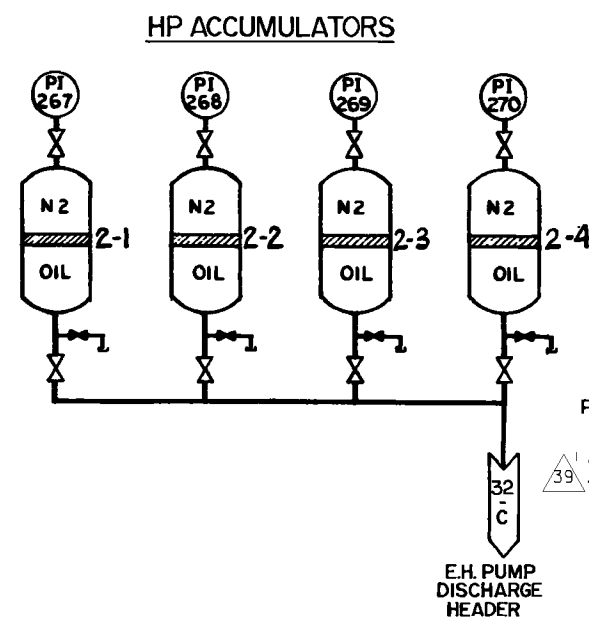 HP ACCUMULATORS
PI 267
PI 268
PI 269
PI 270
N2
N2
N2
N2
2-1
2-2
2-3
2-4
OIL
OIL
OIL
OIL
P
39
32
-
C
E.H. PUMP
DISCHARGE
HEADER